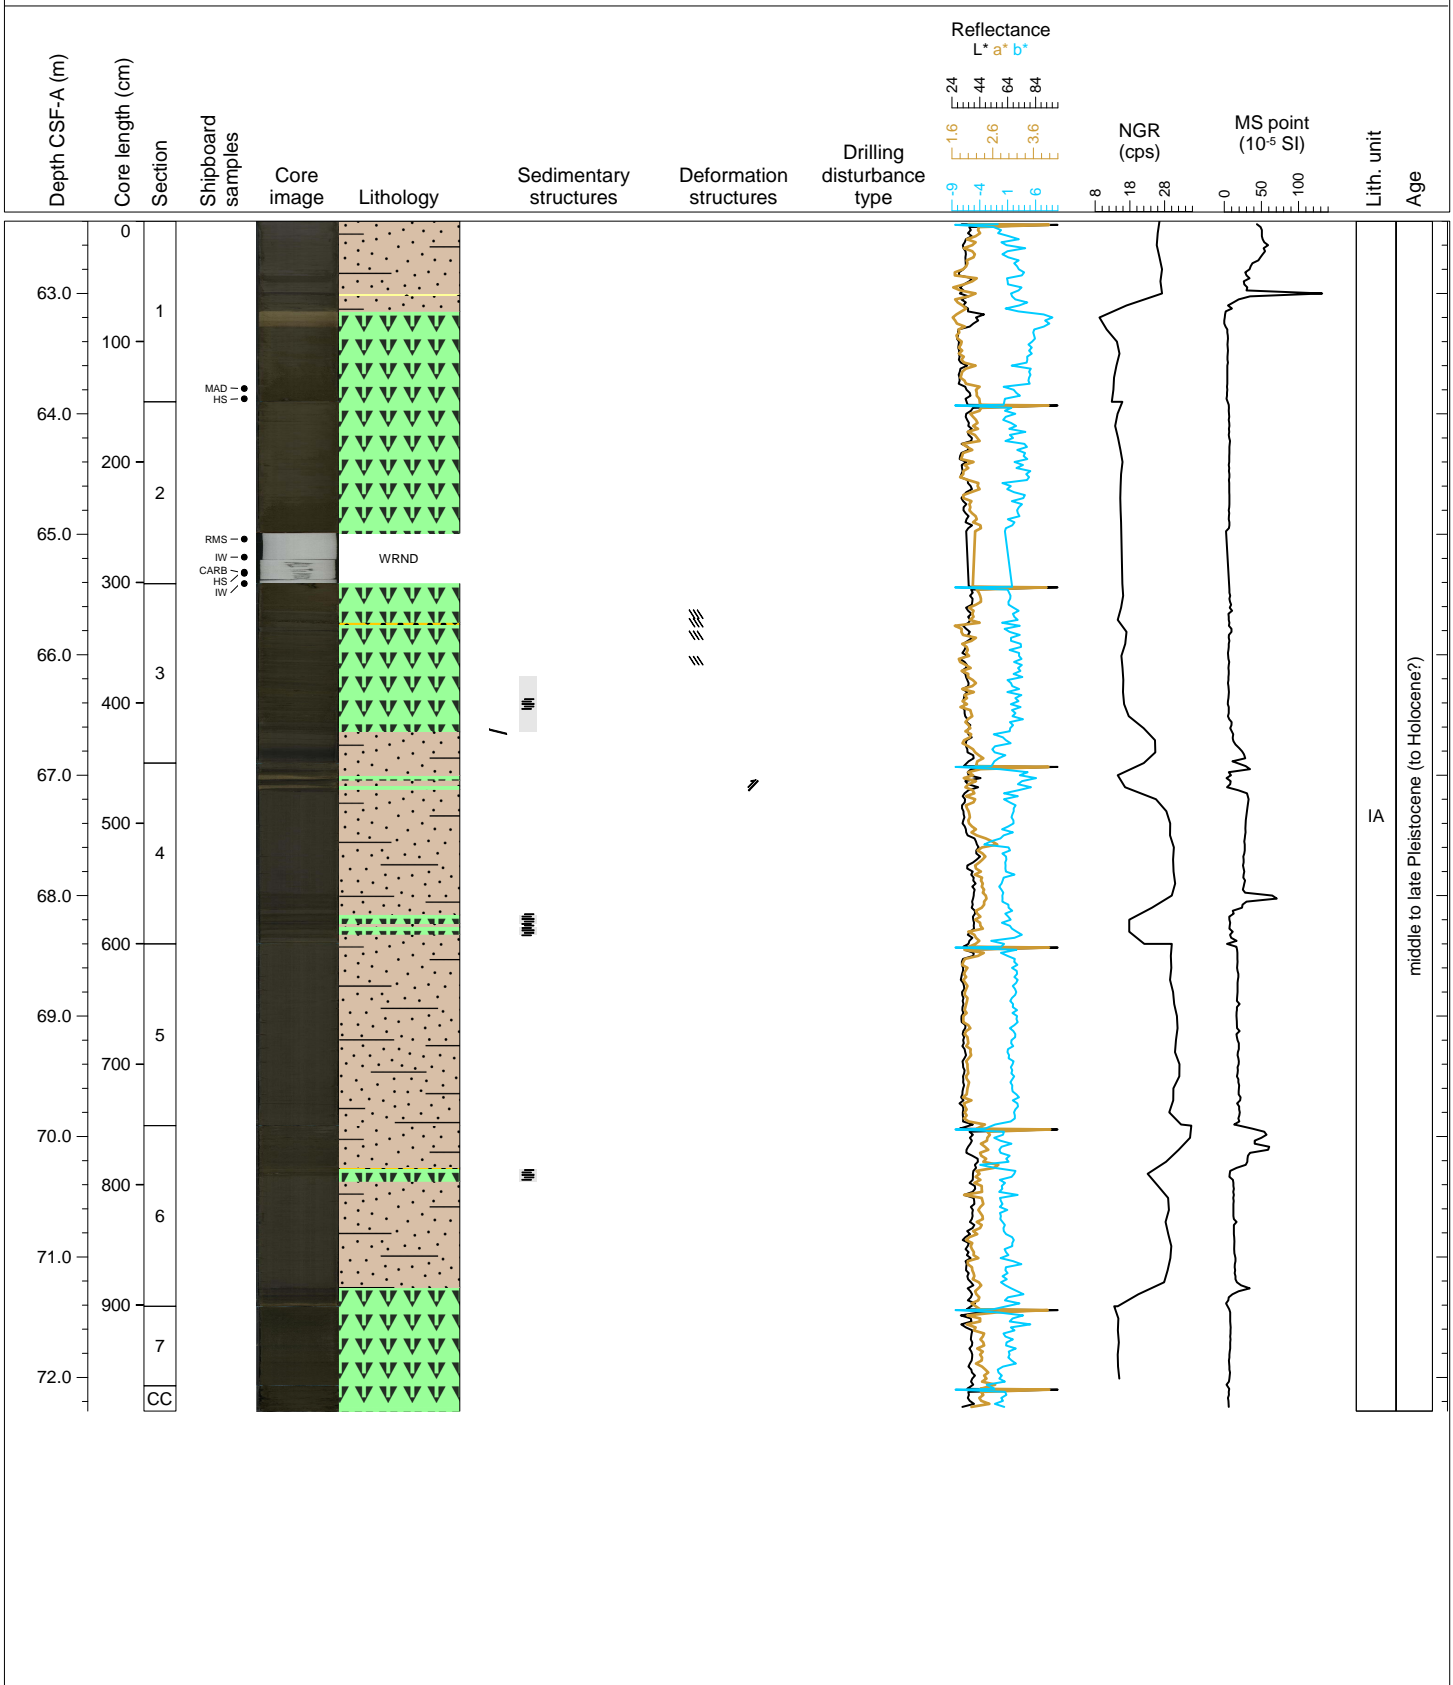 Depth CSF-A (m)
Core length (cm)
Section
Shipboard
samples
Core
image
Lithology
Sedimentary
structures
Deformation
structures
Drilling
disturbance
type
Reflectance
L* a* b*
24 44 64 84
1.6 2.6 3.6
-9 -4 1 6
NGR
(cps)
8 18 28
MS point
(10-5 SI)
0 50 100
Lith. unit
Age
0
63.0
1
100
MAD
HS
64.0
200
2
65.0
RMS
IW
WRND
CARB
300
HS
IW
66.0
3
400
67.0
500
IA
4
68.0
600
middle to late Pleistocene (to Holocene?)
69.0
5
700
70.0
800
6
71.0
900
7
72.0
CC